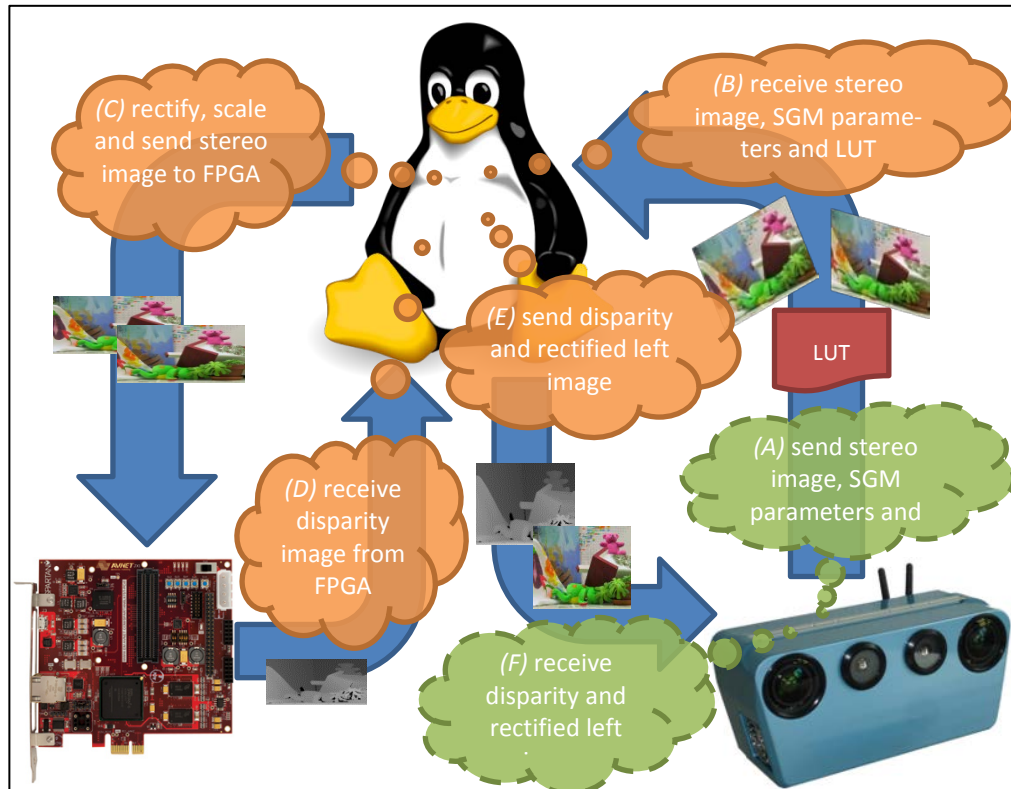 (C) rectify, scale
and send stereo
image to FPGA
(B) receive stereo
image, SGM parame-
ters and LUT
(E) send disparity
and rectified left
image
LUT
(A) send stereo
image, SGM
parameters and
(D) receive
disparity
image from
FPGA
(F) receive
disparity and
rectified left
AVNET
SPARTAN